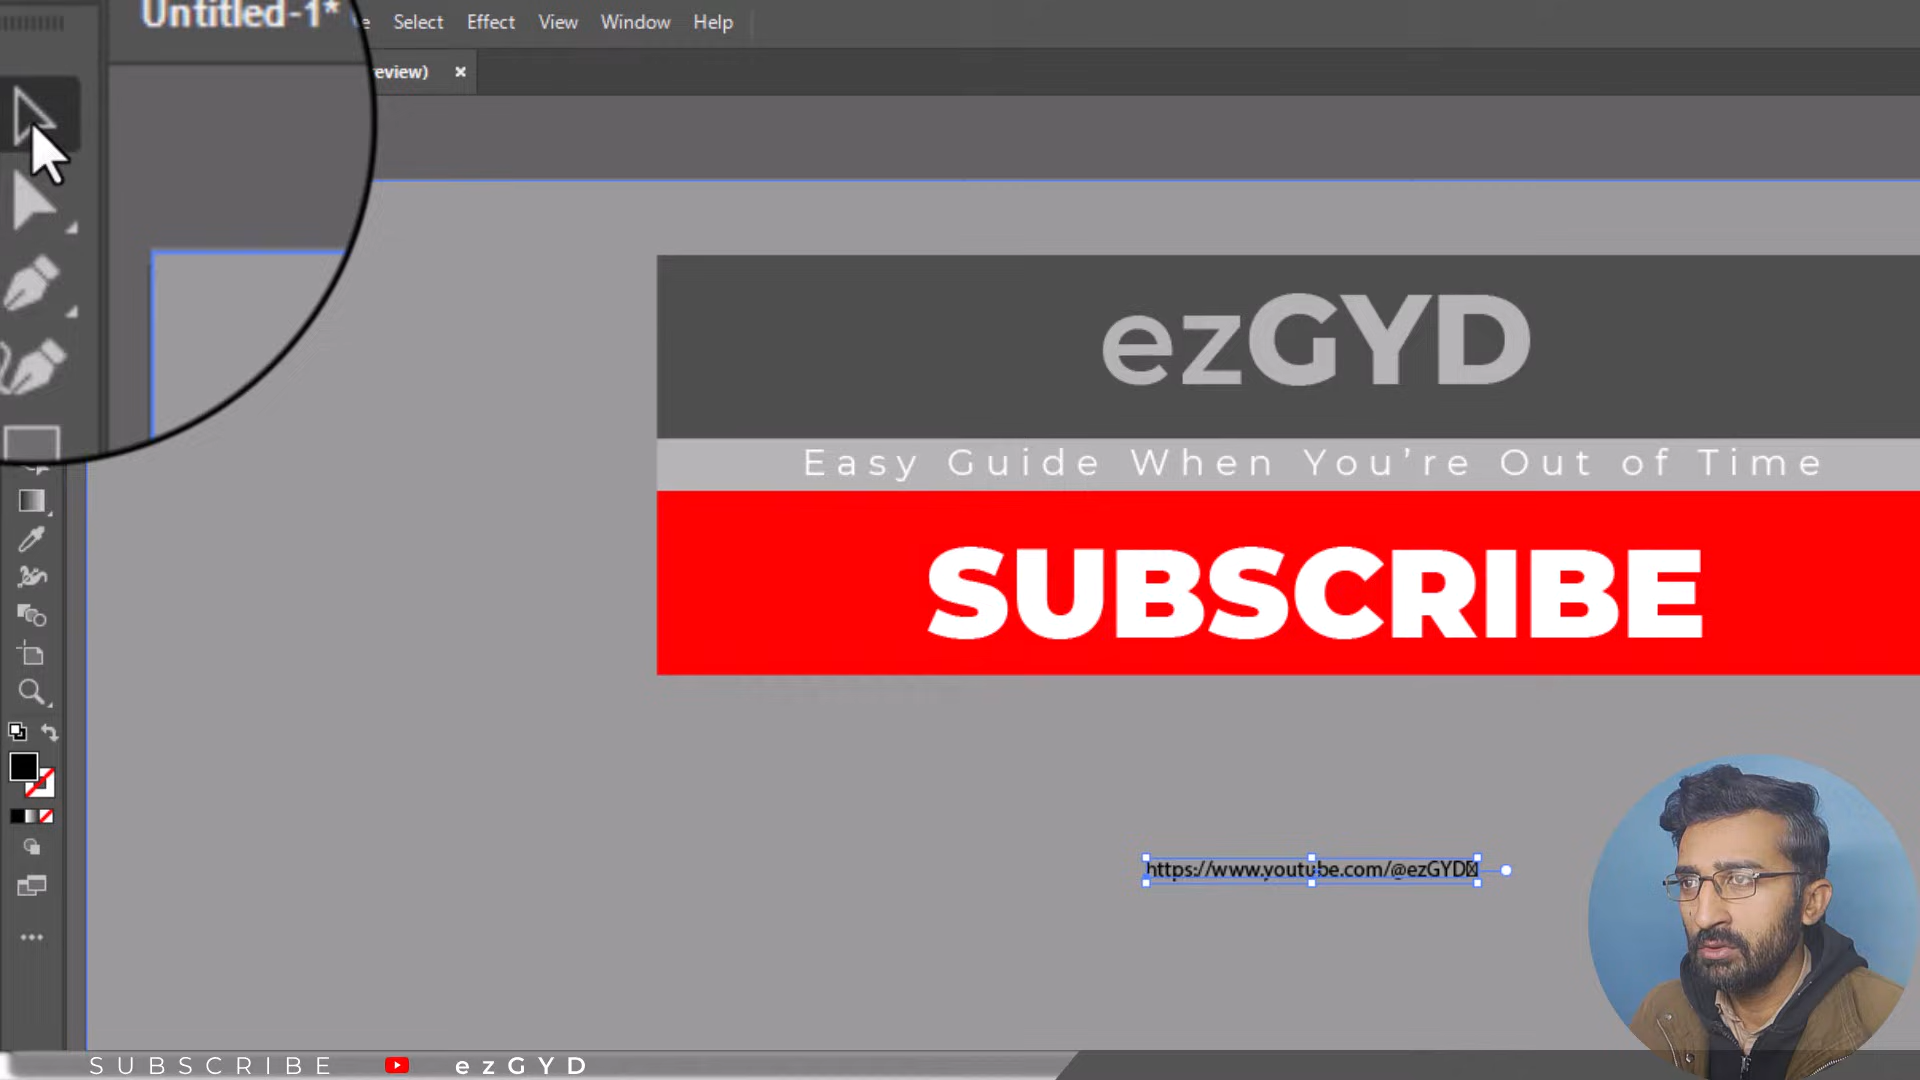 Untitled-1*
Select Effect View Window Help
review) ×
ezGYD
Easy Guide When You’re Out of Time
SUBSCRIBE
https://www.youtube.com/@ezGYD
SUBSCRIBE ezGYD